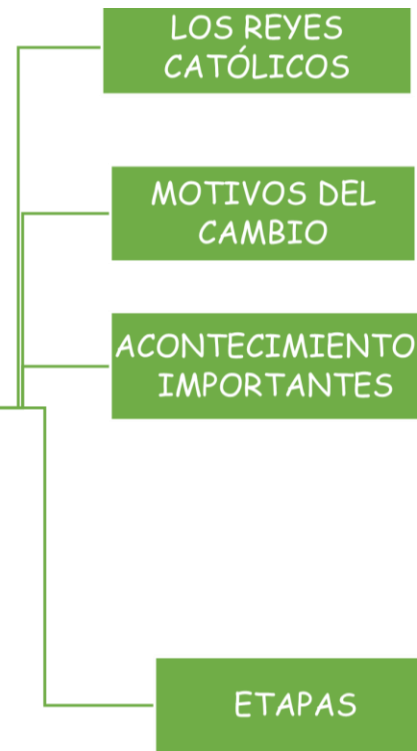 LOS REYES
CATÓLICOS
MOTIVOS DEL
CAMBIO
ACONTECIMIENTO
IMPORTANTES
ETAPAS